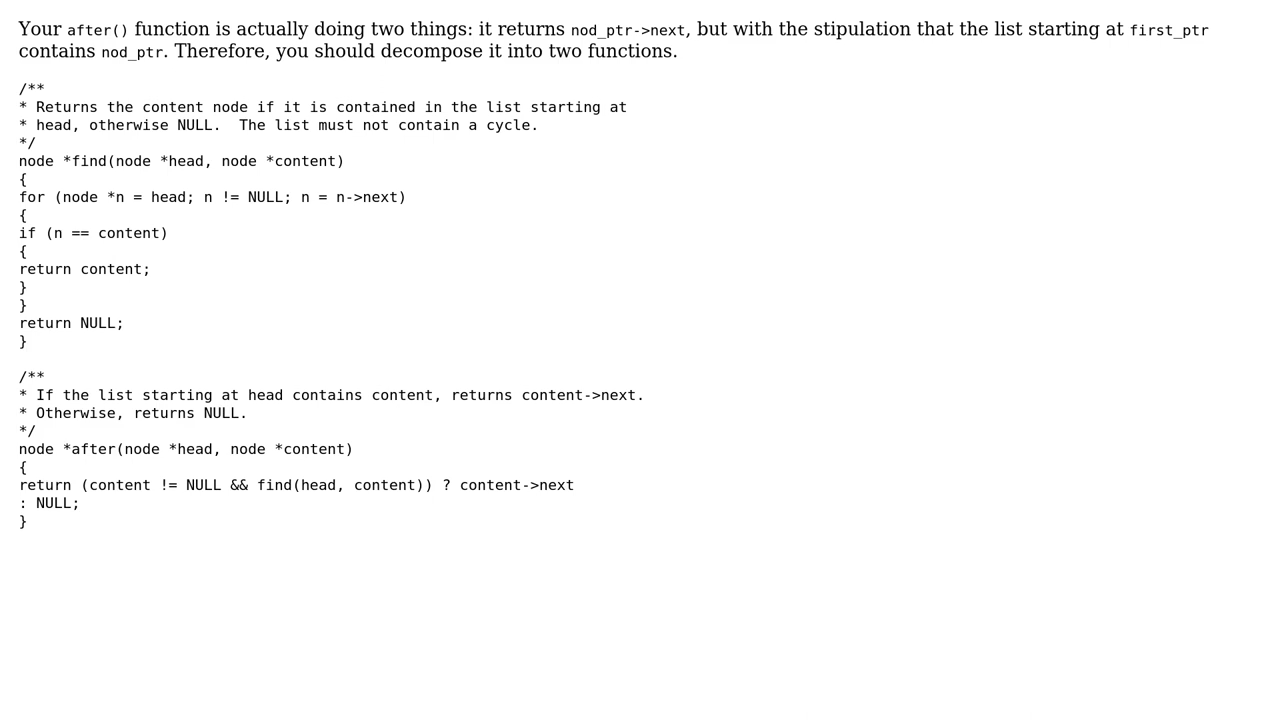 Your after() function is actually doing two things: it returns nod_ptr->next, but with the stipulation that the list starting at first_ptr
contains nod_ptr. Therefore, you should decompose it into two functions.
/**
* Returns the content node if it is contained in the list starting at
* head, otherwise NULL.  The list must not contain a cycle.
*/
node *find(node *head, node *content)
{
for (node *n = head; n != NULL; n = n->next)
{
if (n == content)
{
return content;
}
}
return NULL;
}
/**
* If the list starting at head contains content, returns content->next.
* Otherwise, returns NULL.
*/
node *after(node *head, node *content)
{
return (content != NULL && find(head, content)) ? content->next
: NULL;
}